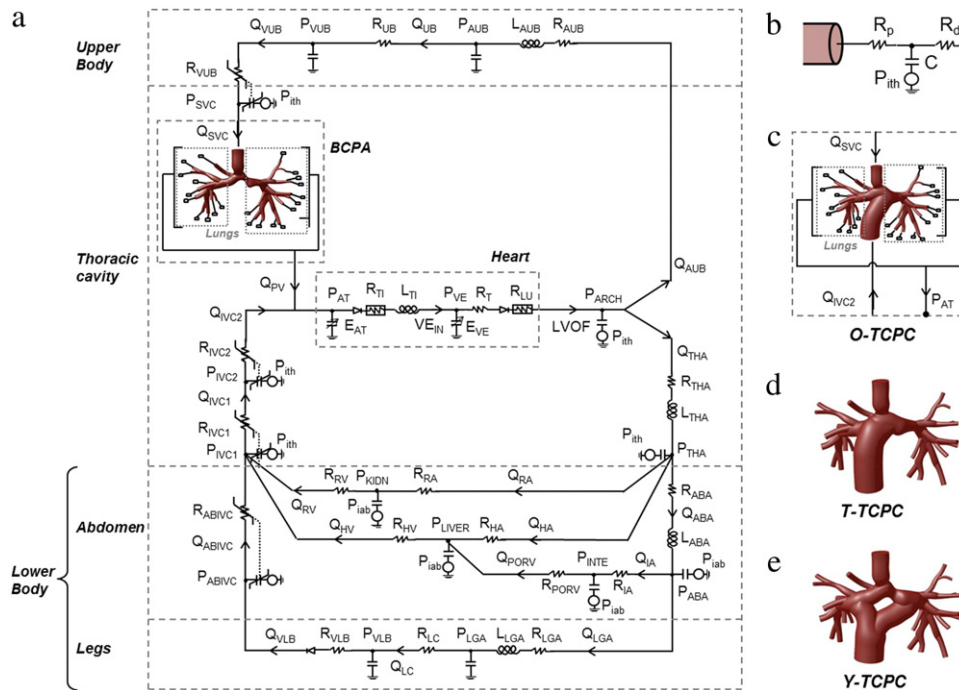 a
Upper
Body
Q_VUB P_VUB R_UB Q_UB P_AUB L_AUB R_AUB
R_VUB
P_SVC P_ith
Q_SVC
BCPA
Lungs
Thoracic
cavity
Q_PV
Heart
Q_AUB
P_AT R_TI L_TI P_VE R_T R_LU P_ARCH
Q_IVC2
E_AT VE_IN E_VE LVOF P_ith
R_IVC2
P_ith
P_IVC2
Q_IVC1
R_IVC1
P_ith
P_IVC1
Q_THA
R_THA
L_THA
P_ith
P_THA
Lower
Body
Abdomen
R_RV P_KIDN R_RA Q_RA
Q_RV P_iab
R_ABA
Q_ABA
L_ABA
R_ABIVC
Q_HV R_HV P_LIVER R_HA Q_HA
Q_ABIVC
P_iab Q_PORV P_INTE Q_IA P_iab
P_ABIVC
R_PORV R_IA P_ABA
P_iab
Legs
Q_VLB R_VLB P_VLB R_LC P_LGA L_LGA R_LGA Q_LGA
Q_LC
b
R_p R_d
C
P_ith
c
Q_SVC
Lungs
Q_IVC2 P_AT
O-TCPC
d
T-TCPC
e
Y-TCPC